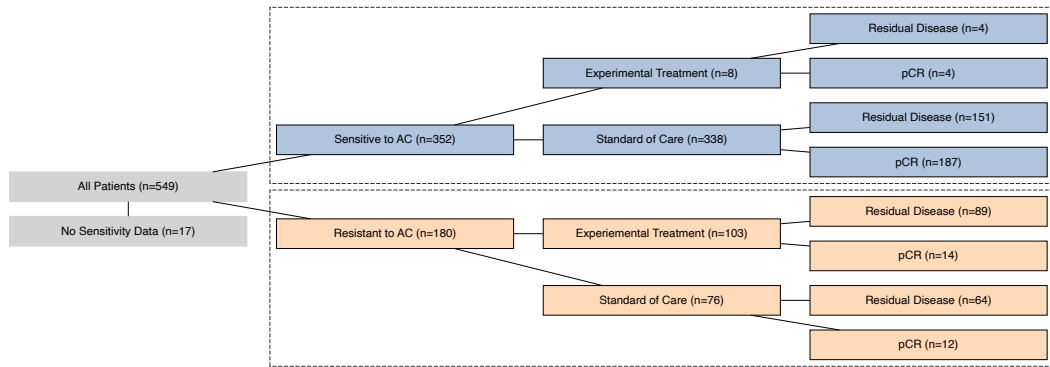 Residual Disease (n=4)
Experimental Treatment (n=8)
pCR (n=4)
Residual Disease (n=151)
Sensitive to AC (n=352)
Standard of Care (n=338)
pCR (n=187)
All Patients (n=549)
Residual Disease (n=89)
No Sensitivity Data (n=17)
Resistant to AC (n=180)
Experiemental Treatment (n=103)
pCR (n=14)
Standard of Care (n=76)
Residual Disease (n=64)
pCR (n=12)